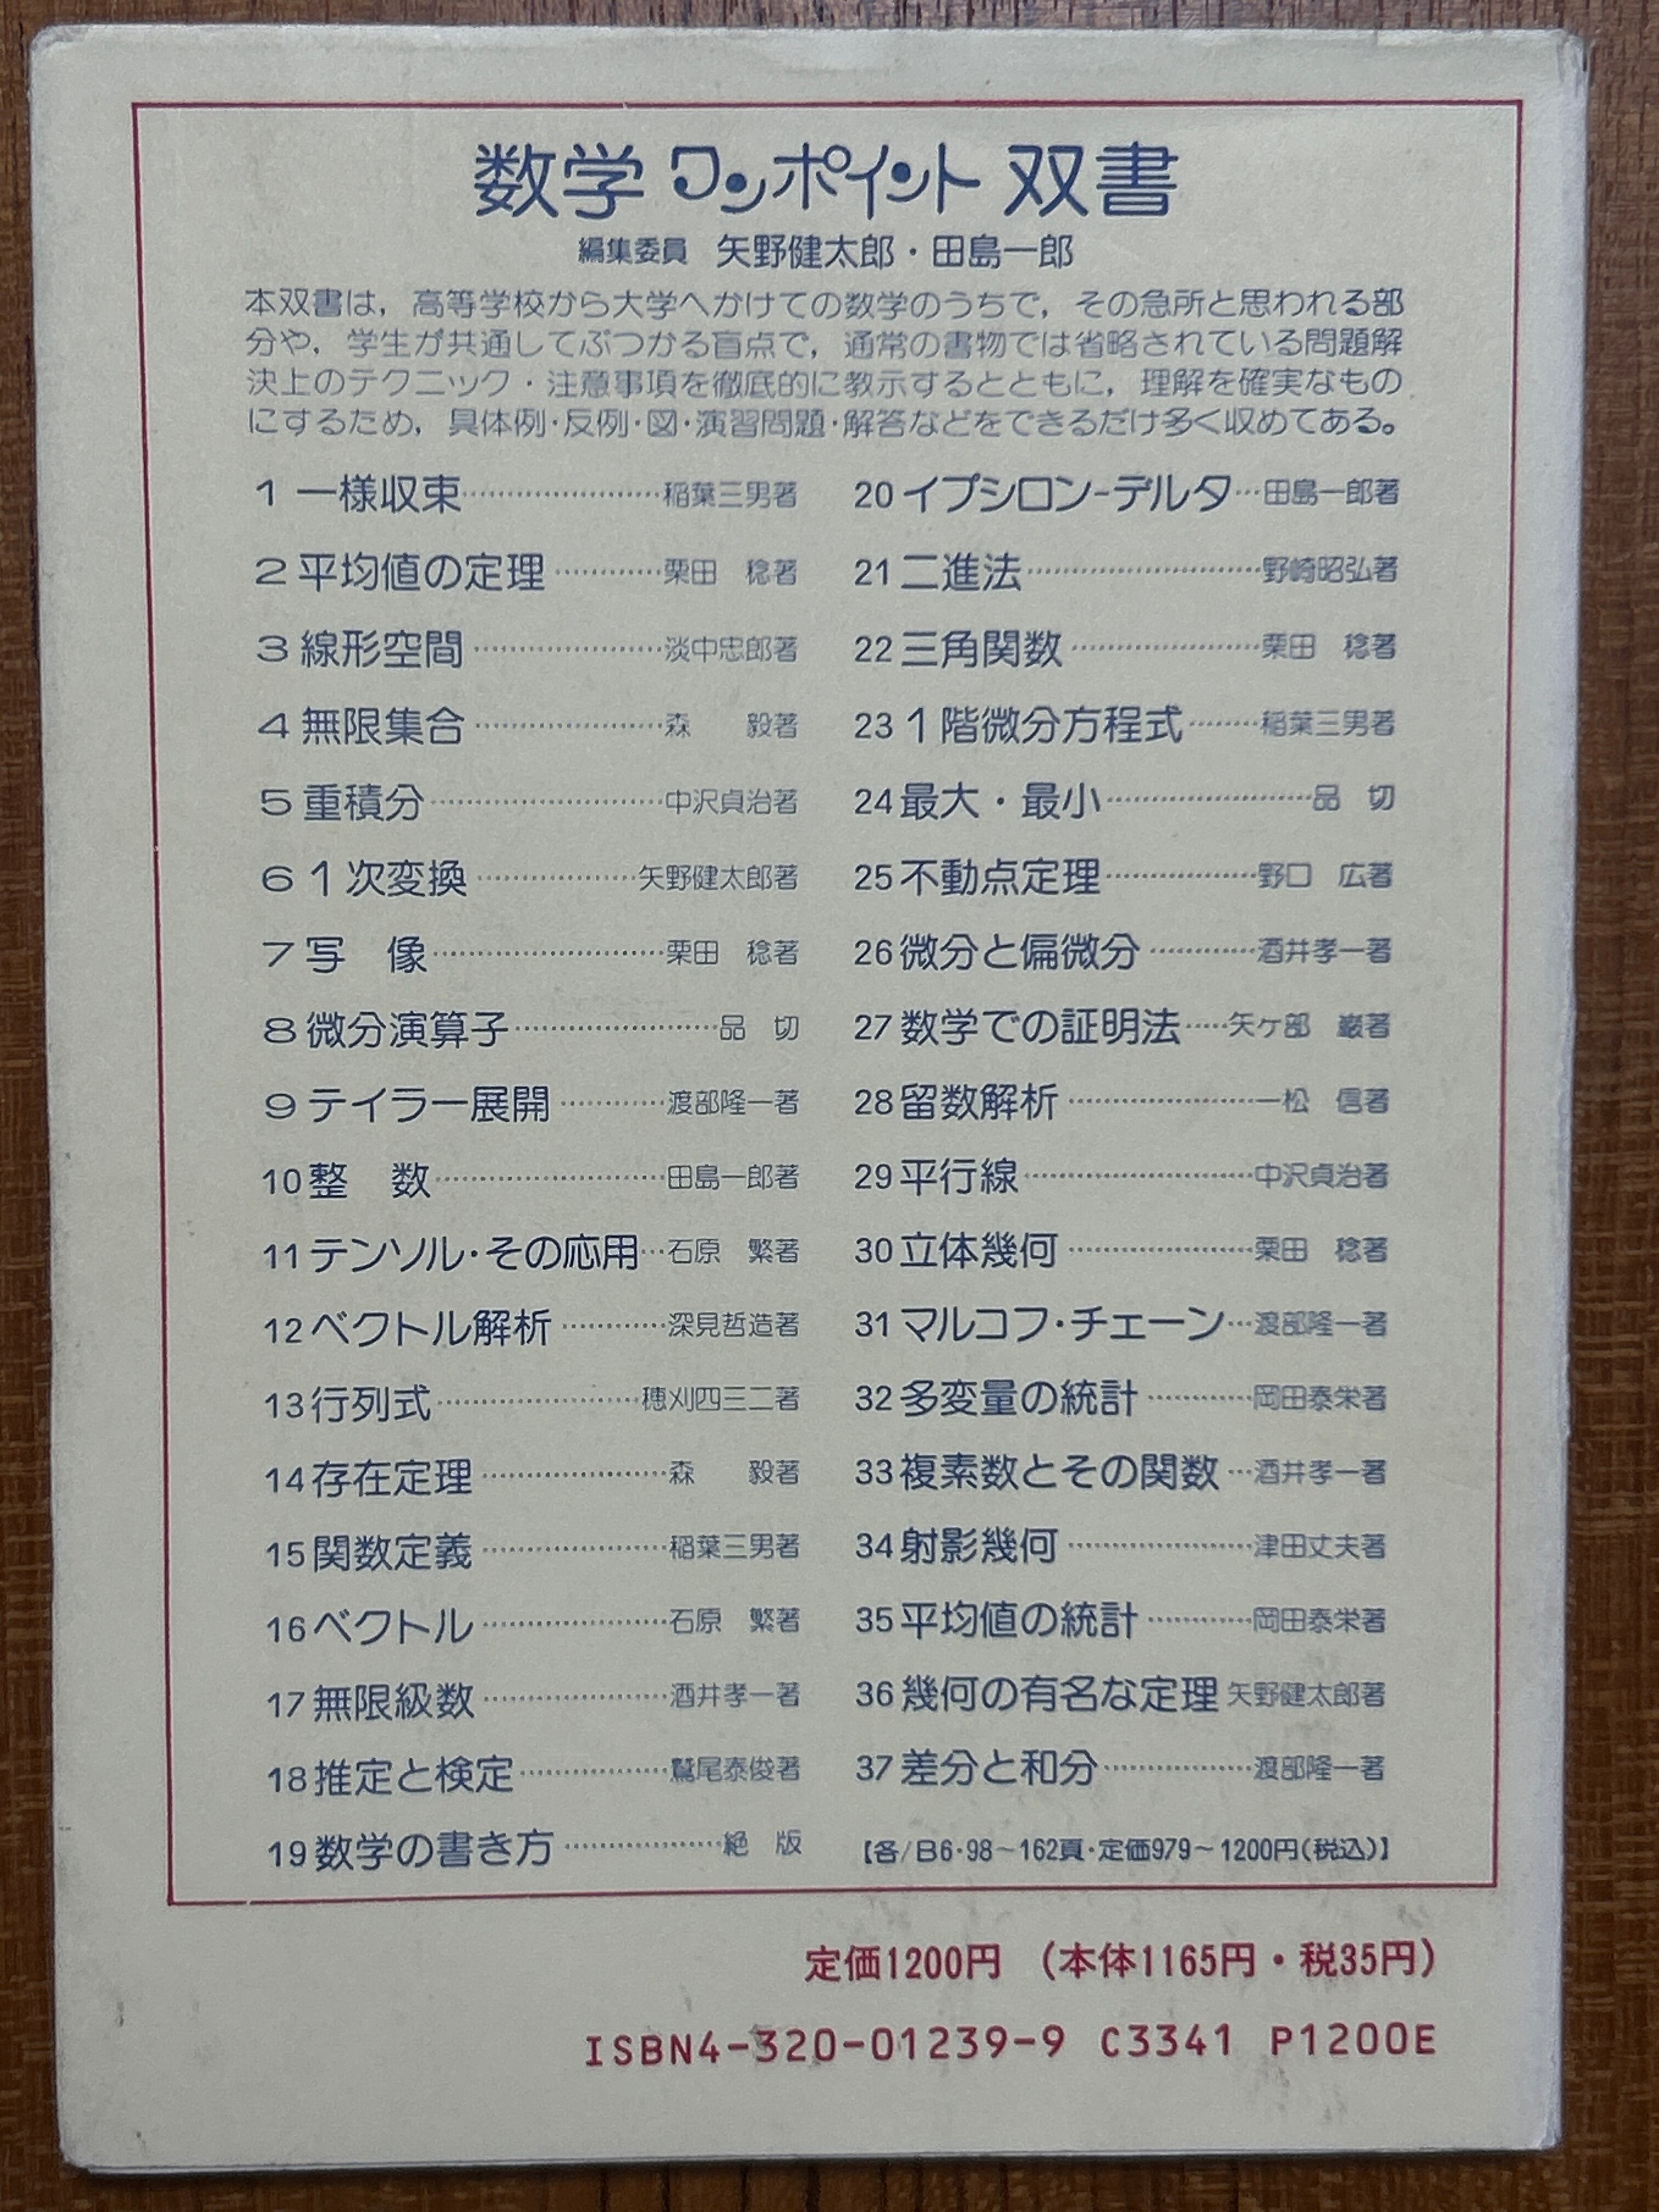 数学 ワンポイント 双書
編集委員 矢野健太郎・田島一郎
本双書は，高等学校から大学へかけての数学のうちで，その急所と思われる部
分や，学生が共通してぶつかる盲点で，通常の書物では省略されている問題解
決上のテクニック・注意事項を徹底的に教示するとともに，理解を確実なもの
にするため，具体例・反例・図・演習問題・解答などをできるだけ多く収めてある。
1 一様収束……………………稲葉三男著
2 平均値の定理…………栗田 稔著
3 線形空間…………………淡中忠郎著
4 無限集合…………………森 毅著
5 重積分………………………中沢貞治著
6 1次変換………………矢野健太郎著
7 写 像………………………栗田 稔著
8 微分演算子……………………品 切
9 テイラー展開…………渡部隆一著
10 整 数………………………田島一郎著
11 テンソル・その応用…石原 繁著
12 ベクトル解析…………深見哲造著
13 行列式……………………穂刈四三二著
14 存在定理…………………森 毅著
15 関数定義…………………稲葉三男著
16 ベクトル…………………石原 繁著
17 無限級数…………………酒井孝一著
18 推定と検定………………鷲尾泰俊著
19 数学の書き方………………絶 版
20 イプシロン-デルタ…田島一郎著
21 二進法………………………野崎昭弘著
22 三角関数…………………栗田 稔著
23 1階微分方程式………稲葉三男著
24 最大・最小……………………品 切
25 不動点定理………………野口 広著
26 微分と偏微分…………酒井孝一著
27 数学での証明法……矢ケ部 巌著
28 留数解析…………………一松 信著
29 平行線………………………中沢貞治著
30 立体幾何…………………栗田 稔著
31 マルコフ・チェーン…渡部隆一著
32 多変量の統計…………岡田泰栄著
33 複素数とその関数…酒井孝一著
34 射影幾何…………………津田丈夫著
35 平均値の統計…………岡田泰栄著
36 幾何の有名な定理 矢野健太郎著
37 差分と和分………………渡部隆一著
【各/B6・98～162頁・定価979～1200円(税込)】
定価1200円 （本体1165円・税35円）
ISBN4-320-01239-9 C3341 P1200E